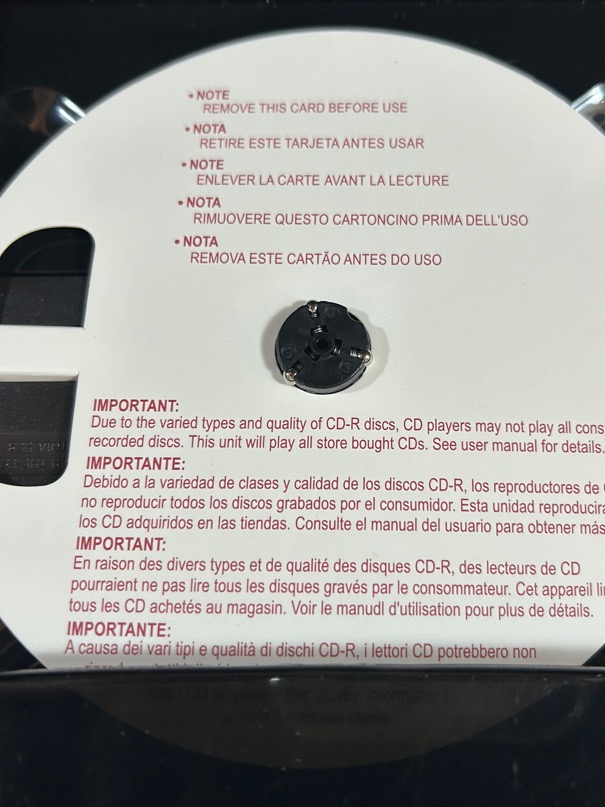 • NOTE
REMOVE THIS CARD BEFORE USE
• NOTA
RETIRE ESTE TARJETA ANTES USAR
• NOTE
ENLEVER LA CARTE AVANT LA LECTURE
• NOTA
RIMUOVERE QUESTO CARTONCINO PRIMA DELL'USO
• NOTA
REMOVA ESTE CARTÃO ANTES DO USO
IMPORTANT:
Due to the varied types and quality of CD-R discs, CD players may not play all cons
recorded discs. This unit will play all store bought CDs. See user manual for details.
IMPORTANTE:
Debido a la variedad de clases y calidad de los discos CD-R, los reproductores de
no reproducir todos los discos grabados por el consumidor. Esta unidad reproducirá
los CD adquiridos en las tiendas. Consulte el manual del usuario para obtener más
IMPORTANT:
En raison des divers types et de qualité des disques CD-R, des lecteurs de CD
pourraient ne pas lire tous les disques gravés par le consommateur. Cet appareil li
tous les CD achetés au magasin. Voir le manudl d'utilisation pour plus de détails.
IMPORTANTE:
A causa dei vari tipi e qualità di dischi CD-R, i lettori CD potrebbero non